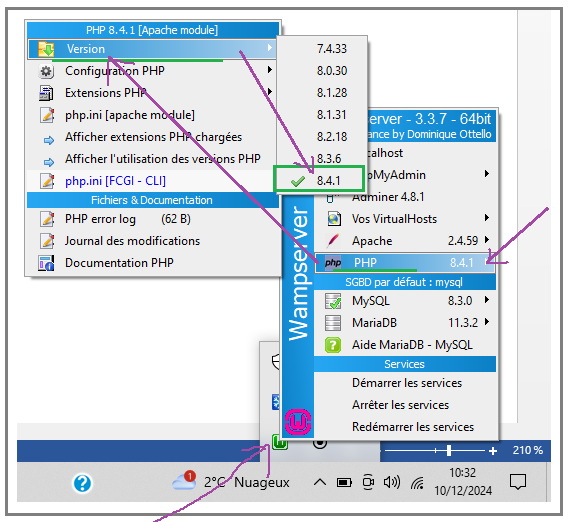 PHP 8.4.1 [Apache module]
Version
Configuration PHP
Extensions PHP
php.ini [apache module]
Afficher extensions PHP chargées
Afficher l'utilisation des versions PHP
php.ini [FCGI - CLI]
Fichiers & Documentation
PHP error log (62 B)
Journal des modifications
Documentation PHP
7.4.33
8.0.30
8.1.28
8.1.31
8.2.18
8.3.6
8.4.1
server - 3.3.7 - 64bit
ance by Dominique Ottello
calhost
pMyAdmin
Adminer 4.8.1
Vos VirtualHosts
Apache 2.4.59
php PHP 8.4.1
SGBD par défaut : mysql
MySQL 8.3.0
MariaDB 11.3.2
Aide MariaDB - MySQL
Services
Démarrer les services
Arrêter les services
Redémarrer les services
Wampserver
210 %
1
2°C Nuageux
10:32
10/12/2024